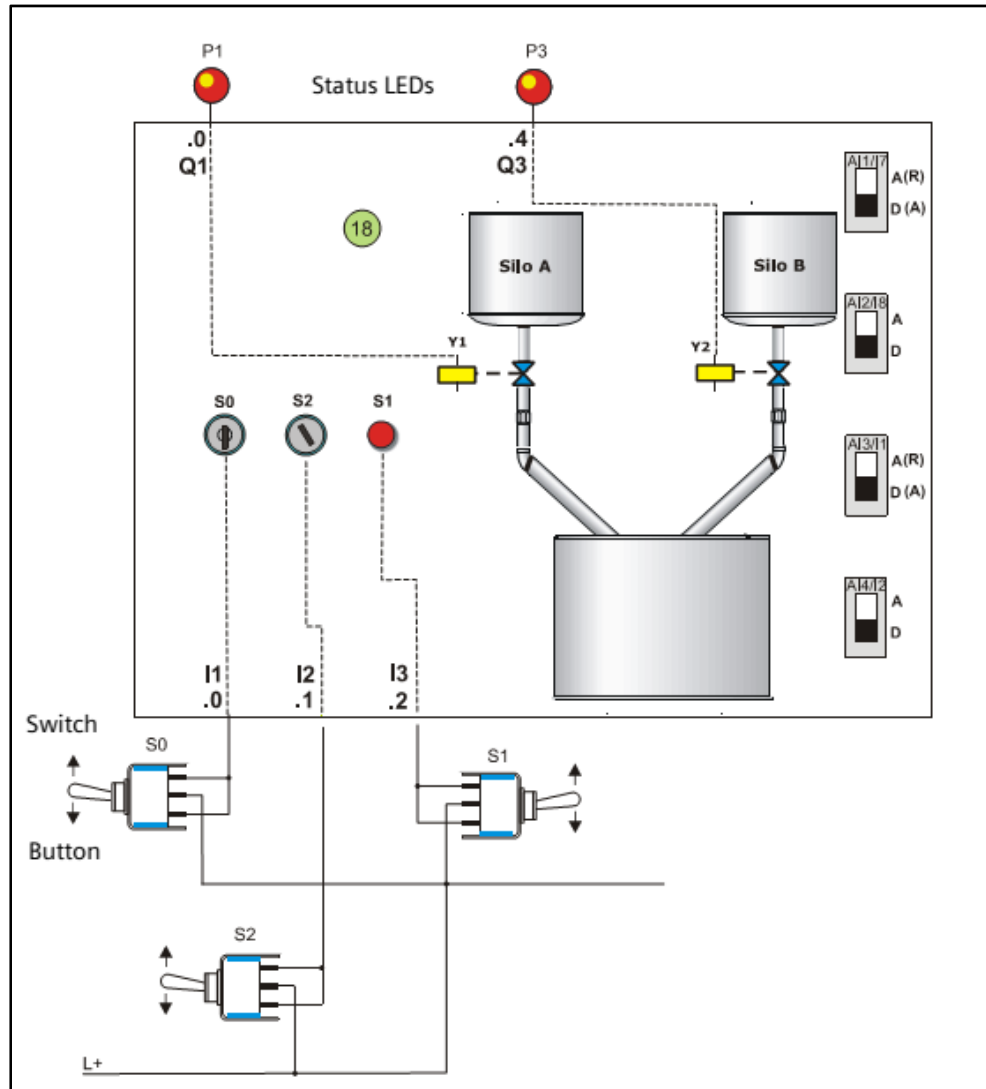 P1
Status LEDs
P3
.0
Q1
.4
Q3
AI1/I7
A(R)
D(A)
18
Silo A
Silo B
AI2/I8
A
D
Y1
Y2
S0
S2
S1
AI3/I1
A(R)
D(A)
AI4/I2
A
D
I1
I2
I3
.0
.1
.2
Switch
S0
S1
Button
S2
L+